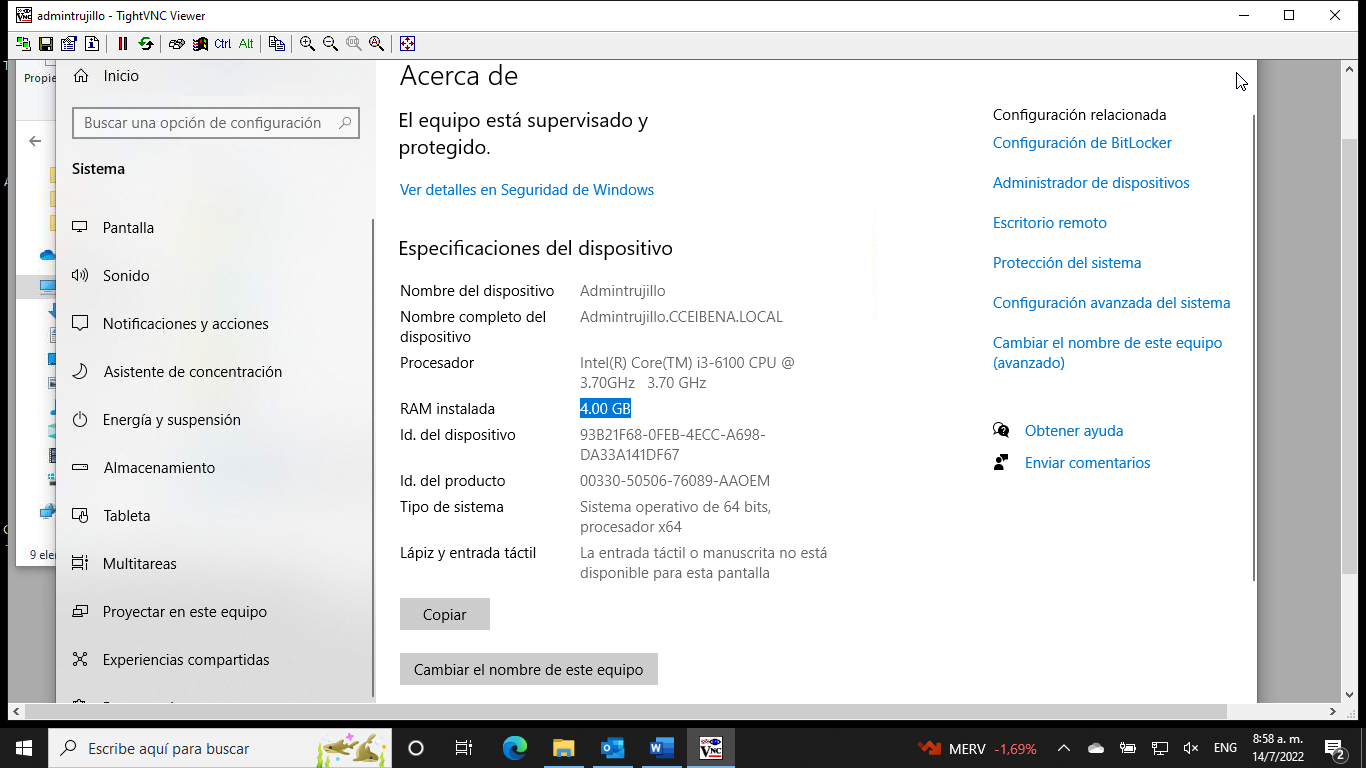 admintrujillo - TightVNC Viewer
Ctrl Alt
Propie
Inicio
Buscar una opción de configuración
Sistema
Pantalla
Sonido
Notificaciones y acciones
Asistente de concentración
Energía y suspensión
Almacenamiento
Tableta
Multitareas
Proyectar en este equipo
Experiencias compartidas
9 ele
Acerca de
El equipo está supervisado y
protegido.
Ver detalles en Seguridad de Windows
Especificaciones del dispositivo
Nombre del dispositivo Admintrujillo
Nombre completo del Admintrujillo.CCEIBENA.LOCAL
dispositivo
Procesador Intel(R) Core(TM) i3-6100 CPU @
3.70GHz 3.70 GHz
RAM instalada 4.00 GB
Id. del dispositivo 93B21F68-0FEB-4ECC-A698-
DA33A141DF67
Id. del producto 00330-50506-76089-AAOEM
Tipo de sistema Sistema operativo de 64 bits,
procesador x64
Lápiz y entrada táctil La entrada táctil o manuscrita no está
disponible para esta pantalla
Copiar
Cambiar el nombre de este equipo
Configuración relacionada
Configuración de BitLocker
Administrador de dispositivos
Escritorio remoto
Protección del sistema
Configuración avanzada del sistema
Cambiar el nombre de este equipo
(avanzado)
Obtener ayuda
Enviar comentarios
Escribe aquí para buscar
MERV -1,69%
ENG
8:58 a. m.
14/7/2022
2